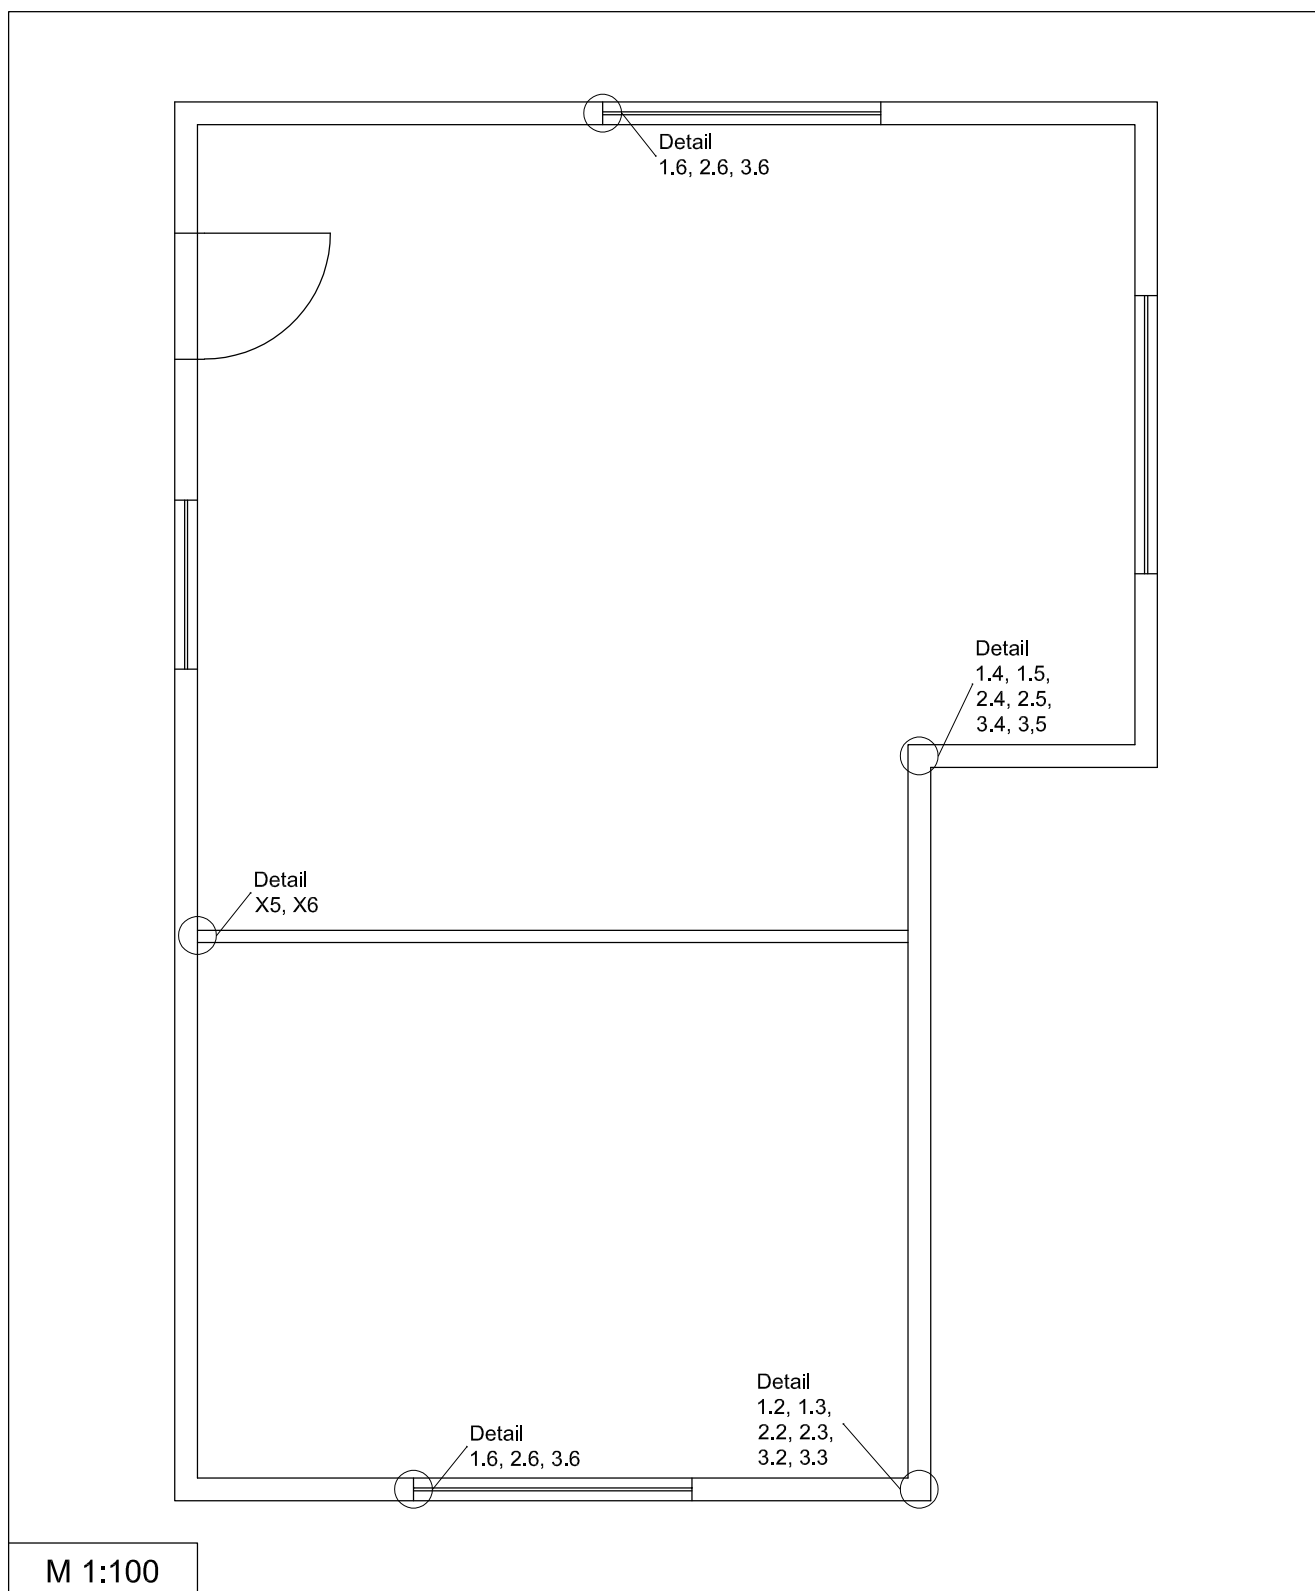 Detail
1.6, 2.6, 3.6
Detail
1.4, 1.5,
2.4, 2.5,
3.4, 3,5
Detail
X5, X6
Detail
1.2, 1.3,
2.2, 2.3,
3.2, 3.3
Detail
1.6, 2.6, 3.6
M 1:100